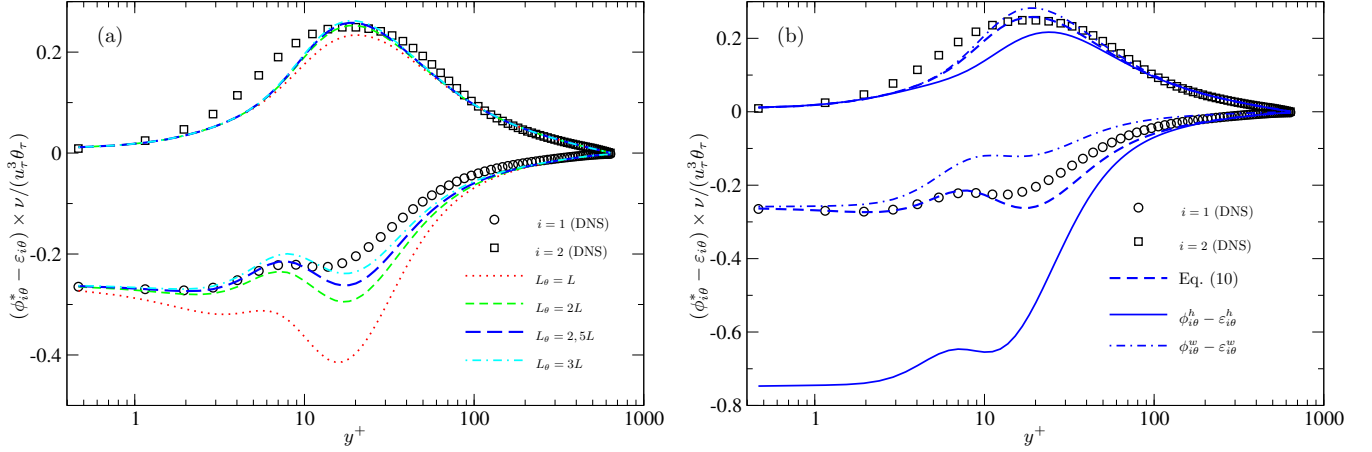 (a)
0.2
0
-0.2
-0.4
(ϕ*_{iθ} − ε_{iθ}) × ν/(u_τ^3 θ_τ)
i = 1 (DNS)
i = 2 (DNS)
L_θ = L
L_θ = 2L
L_θ = 2,5L
L_θ = 3L
1
10
100
1000
y^+
(b)
0.2
0
-0.2
-0.4
-0.6
-0.8
(ϕ*_{iθ} − ε_{iθ}) × ν/(u_τ^3 θ_τ)
i = 1 (DNS)
i = 2 (DNS)
Eq. (10)
ϕ^h_{iθ} − ε^h_{iθ}
ϕ^w_{iθ} − ε^w_{iθ}
1
10
100
1000
y^+